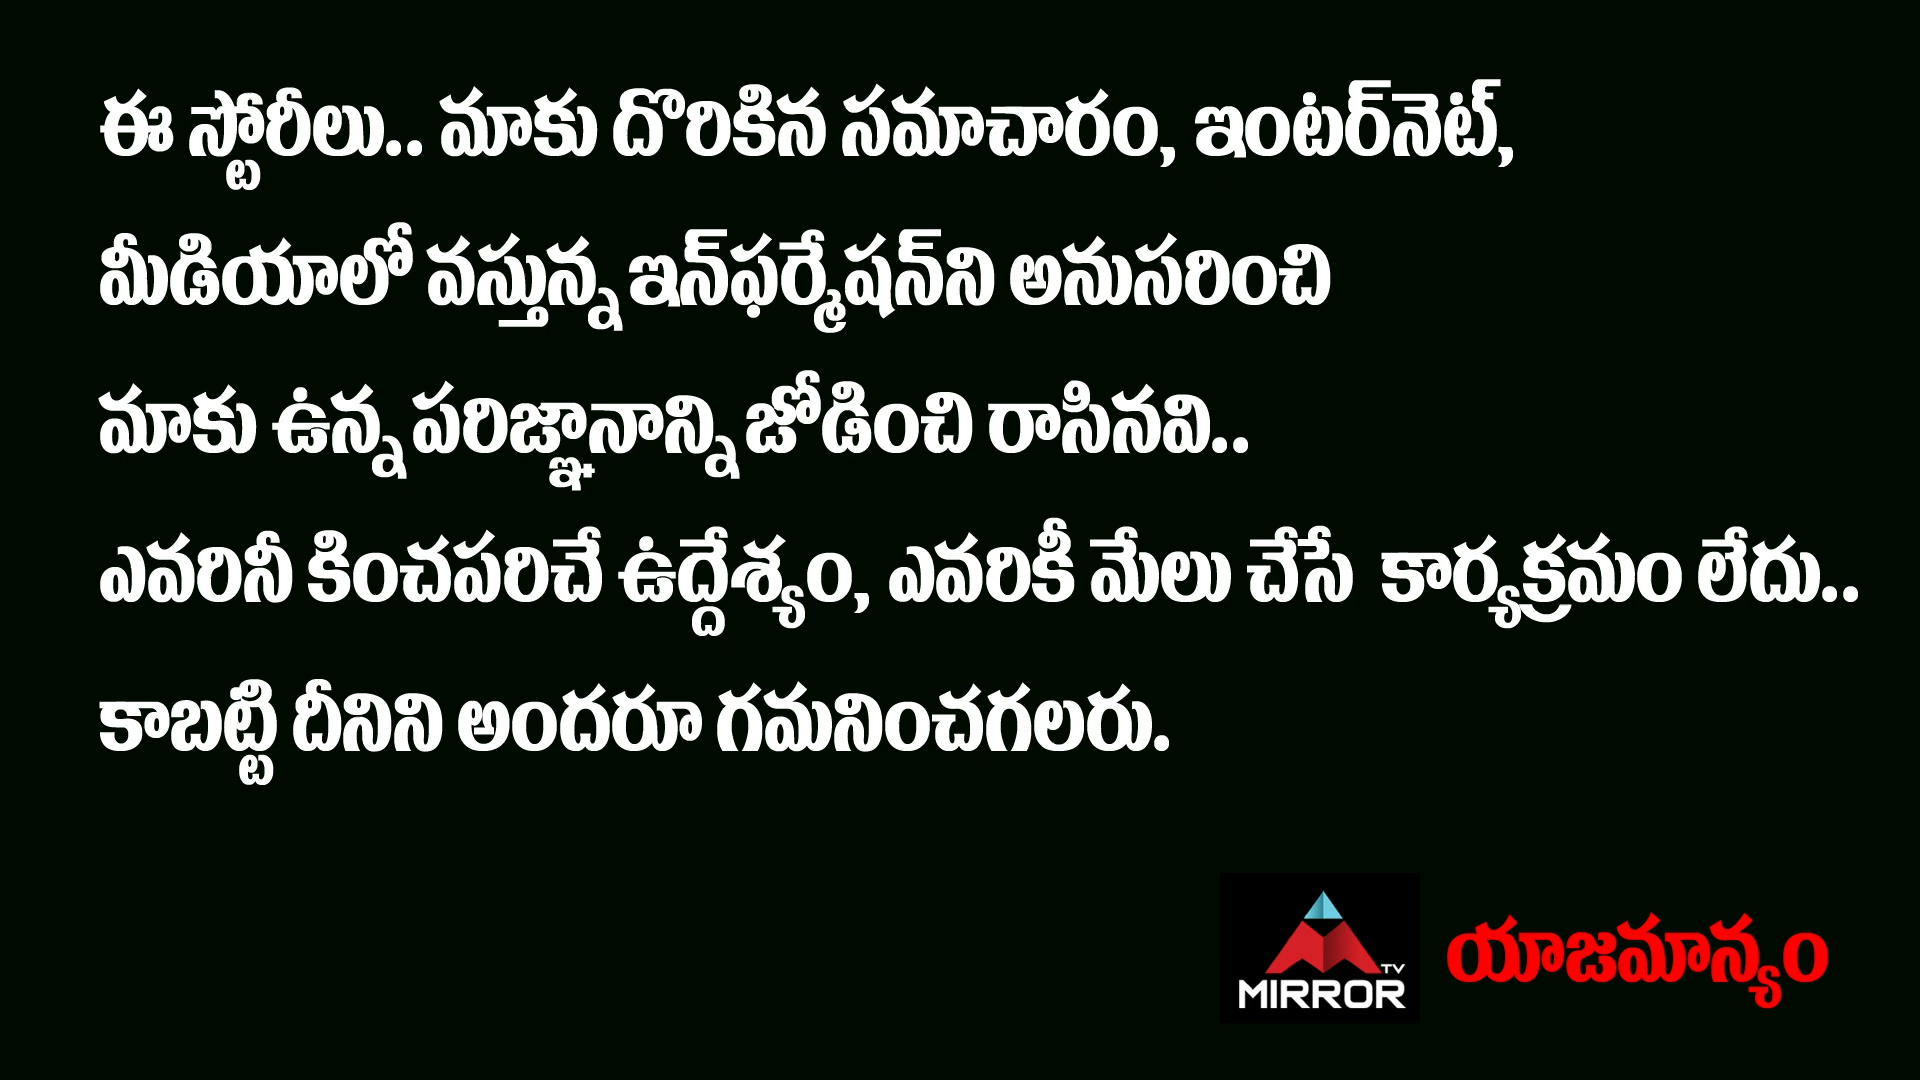 ఈ స్టోరీలు.. మాకు దొరికిన సమాచారం, ఇంటర్‌నెట్,
మీడియాలో వస్తున్న ఇన్‌ఫర్మేషన్‌ని అనుసరించి
మాకు ఉన్న పరిజ్ఞానాన్ని జోడించి రాసినవి..
ఎవరినీ కించపరిచే ఉద్దేశ్యం, ఎవరికీ మేలు చేసే కార్యక్రమం లేదు..
కాబట్టి దీనిని అందరూ గమనించగలరు.
TV
MIRROR
యాజమాన్యం